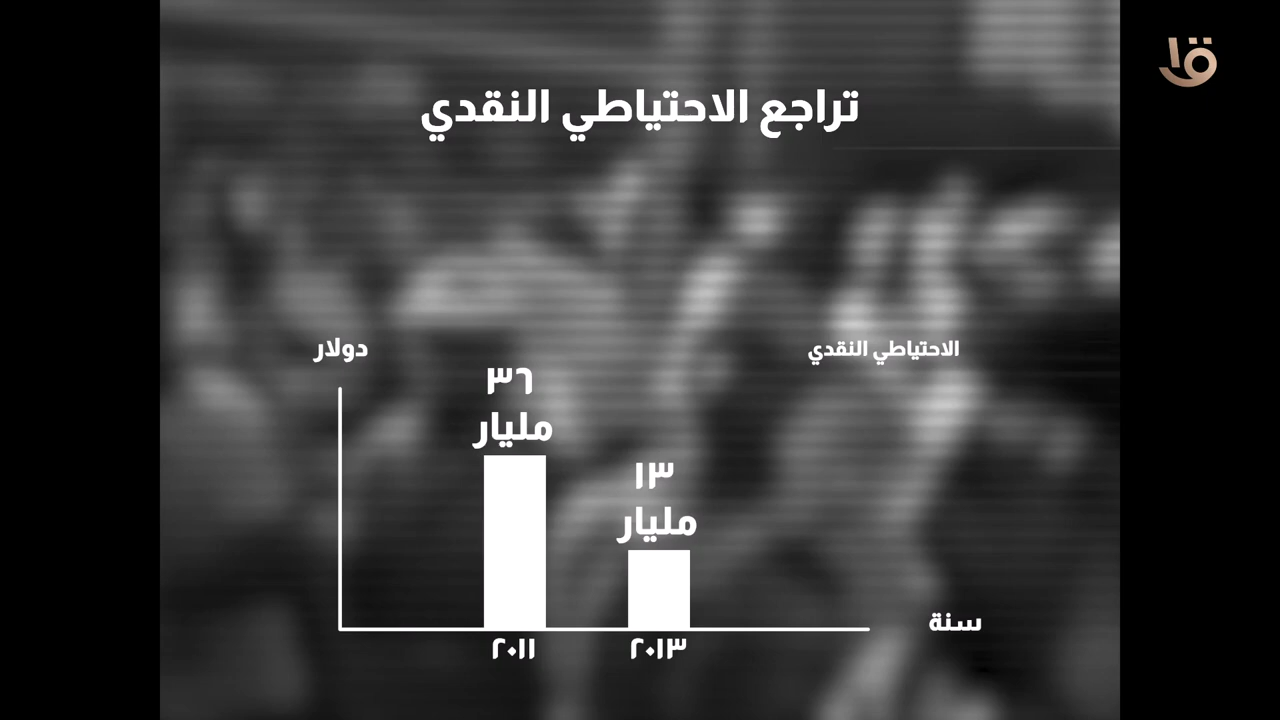 تراجع الاحتياطي النقدي
الاحتياطي النقدي
دولار
٣٦
مليار
١٣
مليار
سنة
٢٠١١
٢٠١٣